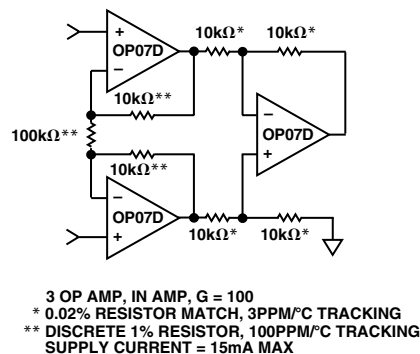 10kΩ* 10kΩ*
+
OP07D
−
10kΩ**
100kΩ**
10kΩ**
−
OP07D
+
−
OP07D
+
10kΩ* 10kΩ*
3 OP AMP, IN AMP, G = 100
* 0.02% RESISTOR MATCH, 3PPM/°C TRACKING
** DISCRETE 1% RESISTOR, 100PPM/°C TRACKING
SUPPLY CURRENT = 15mA MAX